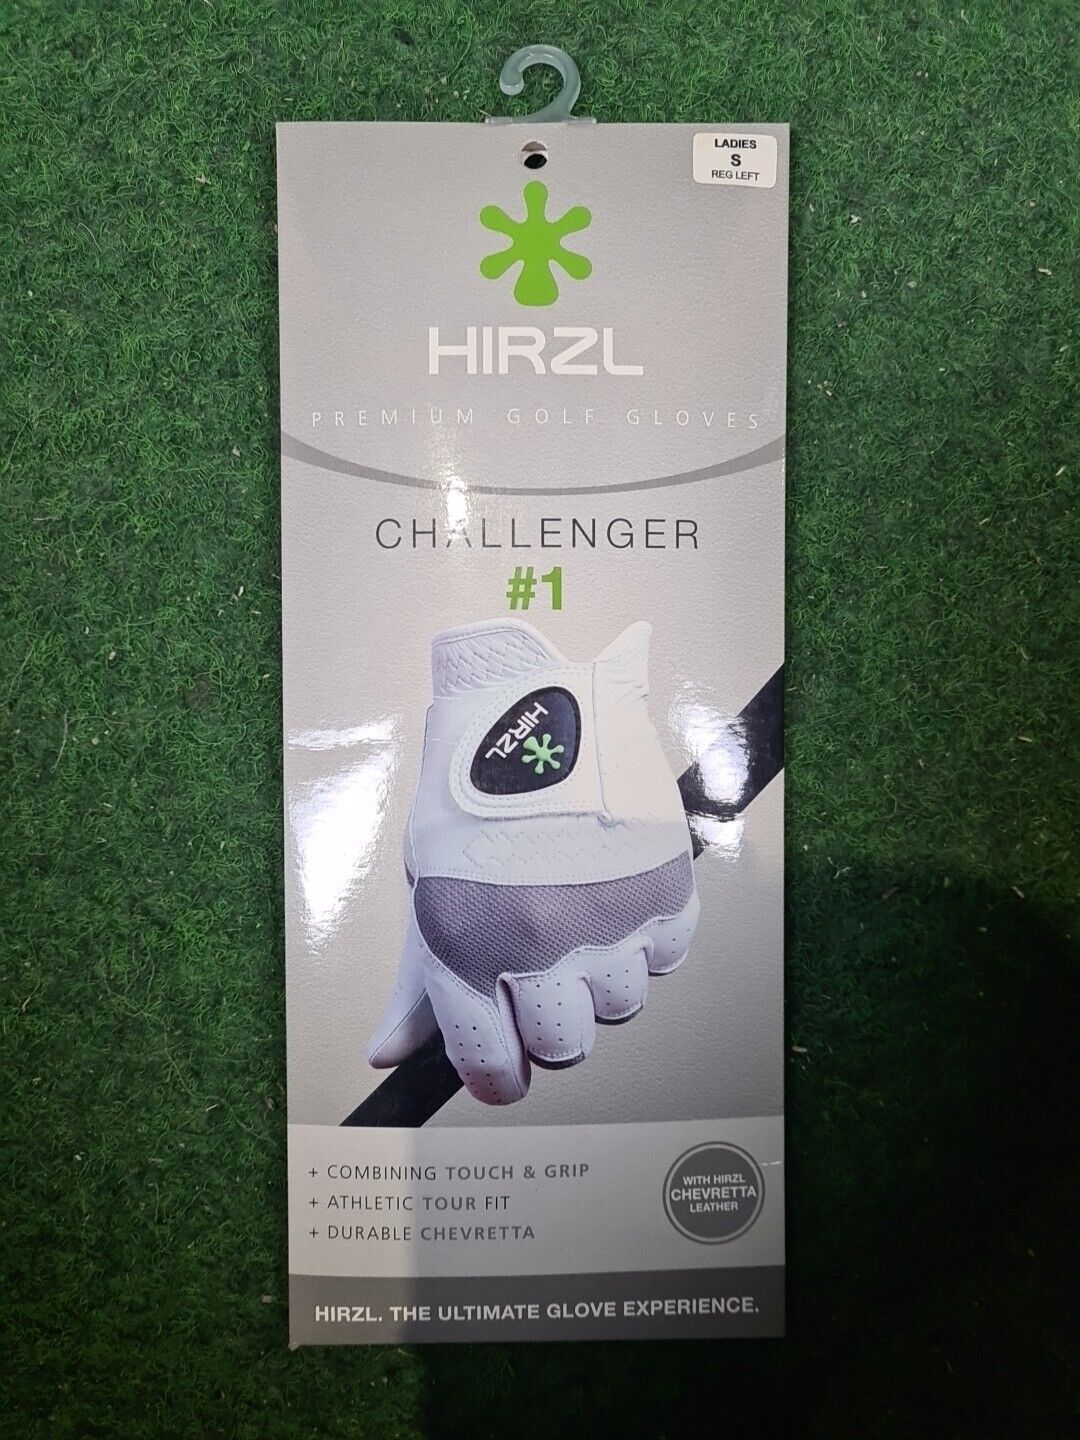 LADIES
S
REG LEFT
HIRZL
PREMIUM GOLF GLOVES
CHALLENGER
#1
HIRZL
+ COMBINING TOUCH & GRIP
+ ATHLETIC TOUR FIT
+ DURABLE CHEVRETTA
WITH HIRZL
CHEVRETTA
LEATHER
HIRZL. THE ULTIMATE GLOVE EXPERIENCE.